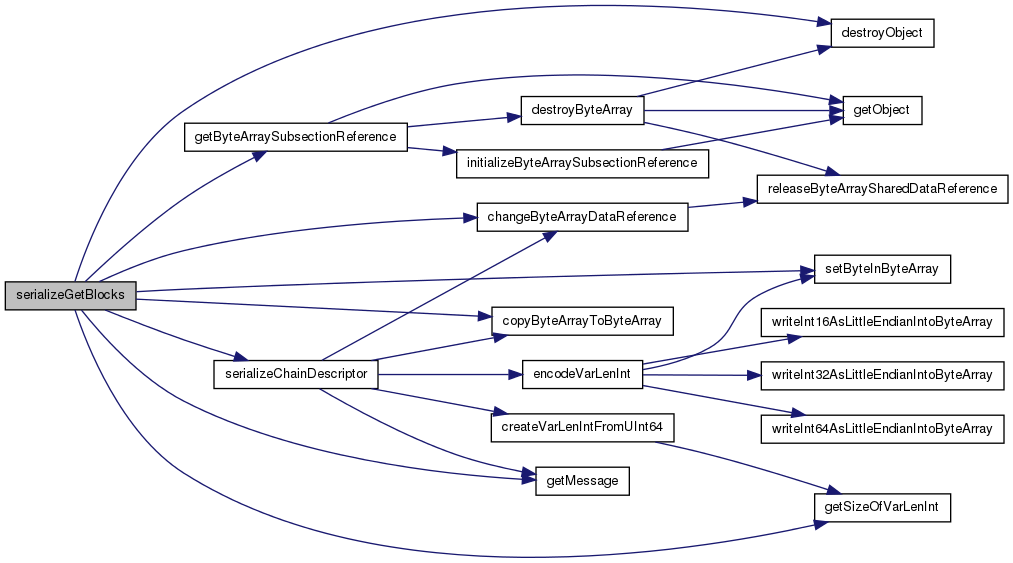 destroyObject
destroyByteArray
getObject
getByteArraySubsectionReference
initializeByteArraySubsectionReference
releaseByteArraySharedDataReference
changeByteArrayDataReference
setByteInByteArray
serializeGetBlocks
copyByteArrayToByteArray
writeInt16AsLittleEndianIntoByteArray
serializeChainDescriptor
encodeVarLenInt
writeInt32AsLittleEndianIntoByteArray
createVarLenIntFromUInt64
writeInt64AsLittleEndianIntoByteArray
getMessage
getSizeOfVarLenInt